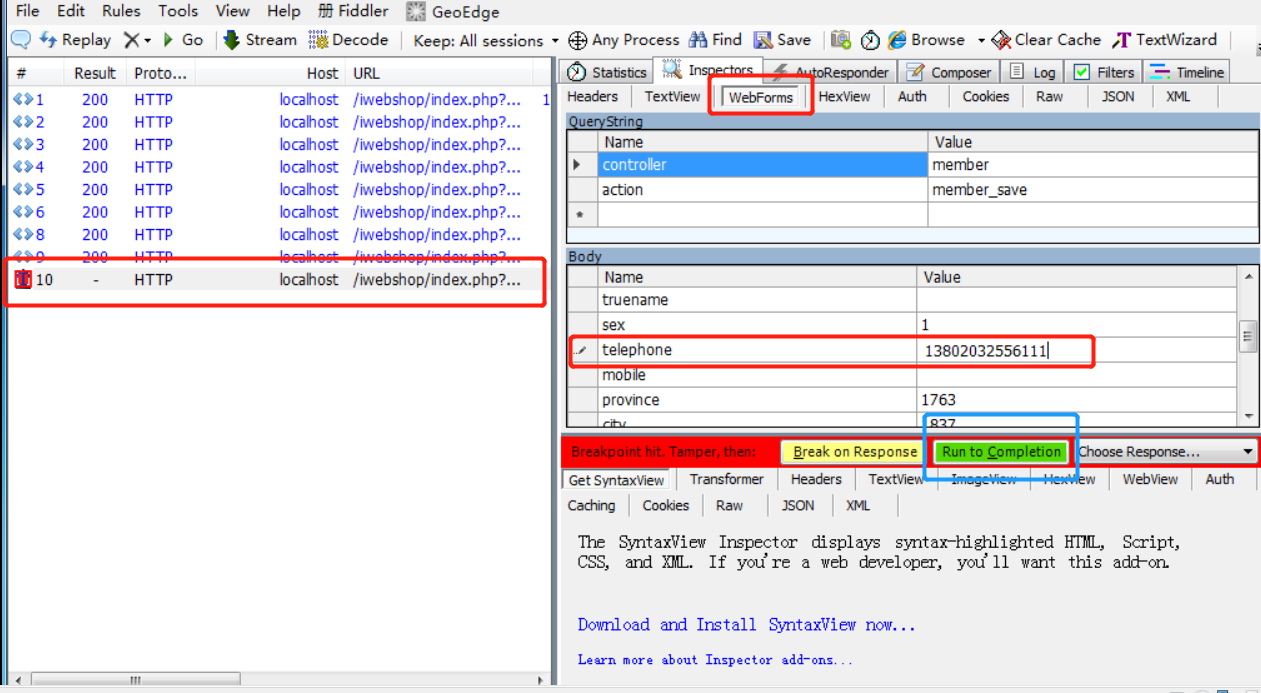 File Edit Rules Tools View Help 册 Fiddler GeoEdge
Replay Go Stream Decode Keep: All sessions Any Process Find Save Browse Clear Cache TextWizard
# Result Proto... Host URL
1 200 HTTP localhost /iwebshop/index.php?... 1
2 200 HTTP localhost /iwebshop/index.php?...
3 200 HTTP localhost /iwebshop/index.php?...
4 200 HTTP localhost /iwebshop/index.php?...
5 200 HTTP localhost /iwebshop/index.php?...
6 200 HTTP localhost /iwebshop/index.php?...
8 200 HTTP localhost /iwebshop/index.php?...
9 200 HTTP localhost /iwebshop/index.php?...
10 - HTTP localhost /iwebshop/index.php?...
Statistics Inspectors AutoResponder Composer Log Filters Timeline
Headers TextView WebForms HexView Auth Cookies Raw JSON XML
QueryString
Name Value
controller member
action member_save
*
Body
Name Value
truename
sex 1
telephone 13802032556111
mobile
province 1763
city 837
Breakpoint hit. Tamper, then: Break on Response Run to Completion Choose Response...
Get SyntaxView Transformer Headers TextView ImageView HexView WebView Auth
Caching Cookies Raw JSON XML
The SyntaxView Inspector displays syntax-highlighted HTML, Script,
CSS, and XML. If you're a web developer, you'll want this add-on.
Download and Install SyntaxView now...
Learn more about Inspector add-ons...